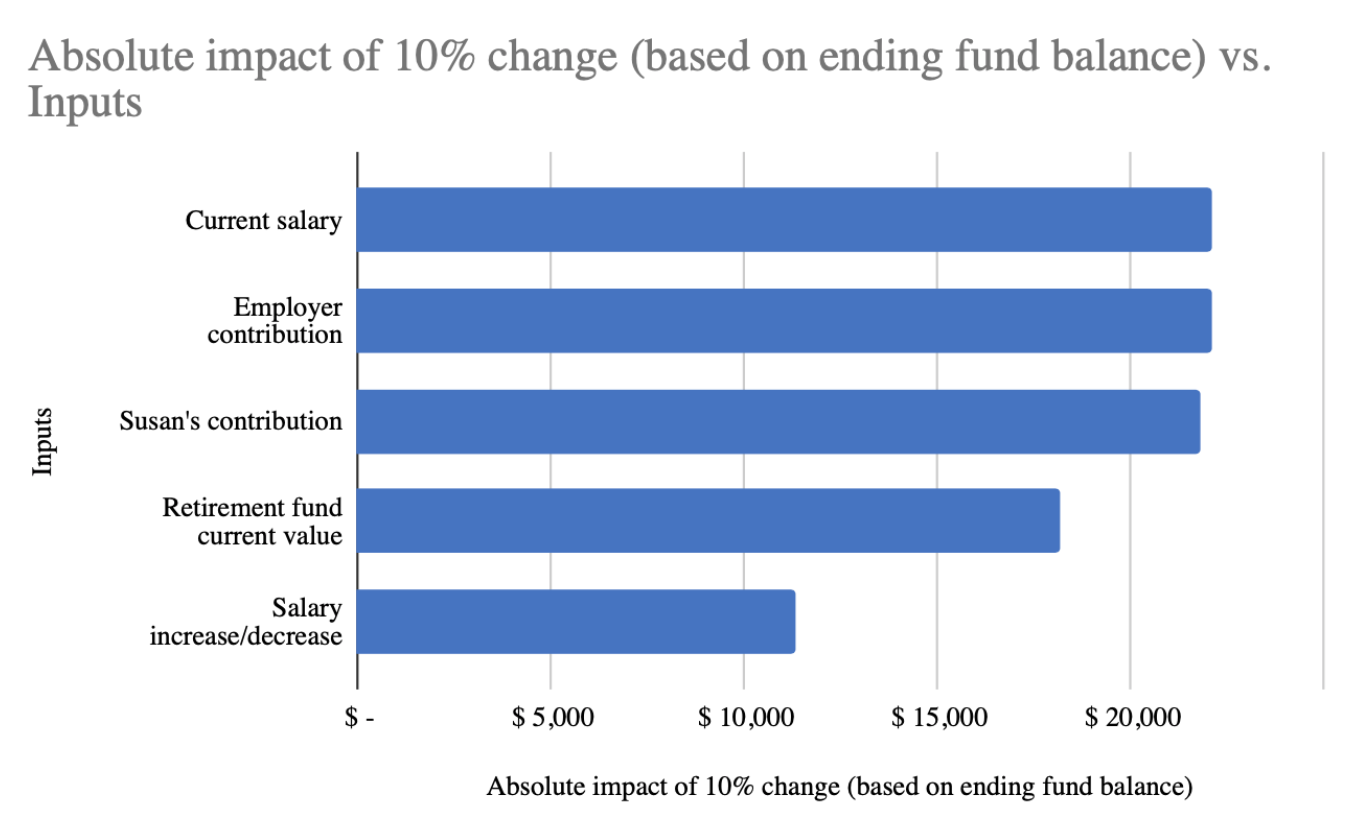 Absolute impact of 10% change (based on ending fund balance) vs.
Inputs
Inputs
Current salary
Employer
contribution
Susan's contribution
Retirement fund
current value
Salary
increase/decrease
$ -
$ 5,000
$ 10,000
$ 15,000
$ 20,000
Absolute impact of 10% change (based on ending fund balance)